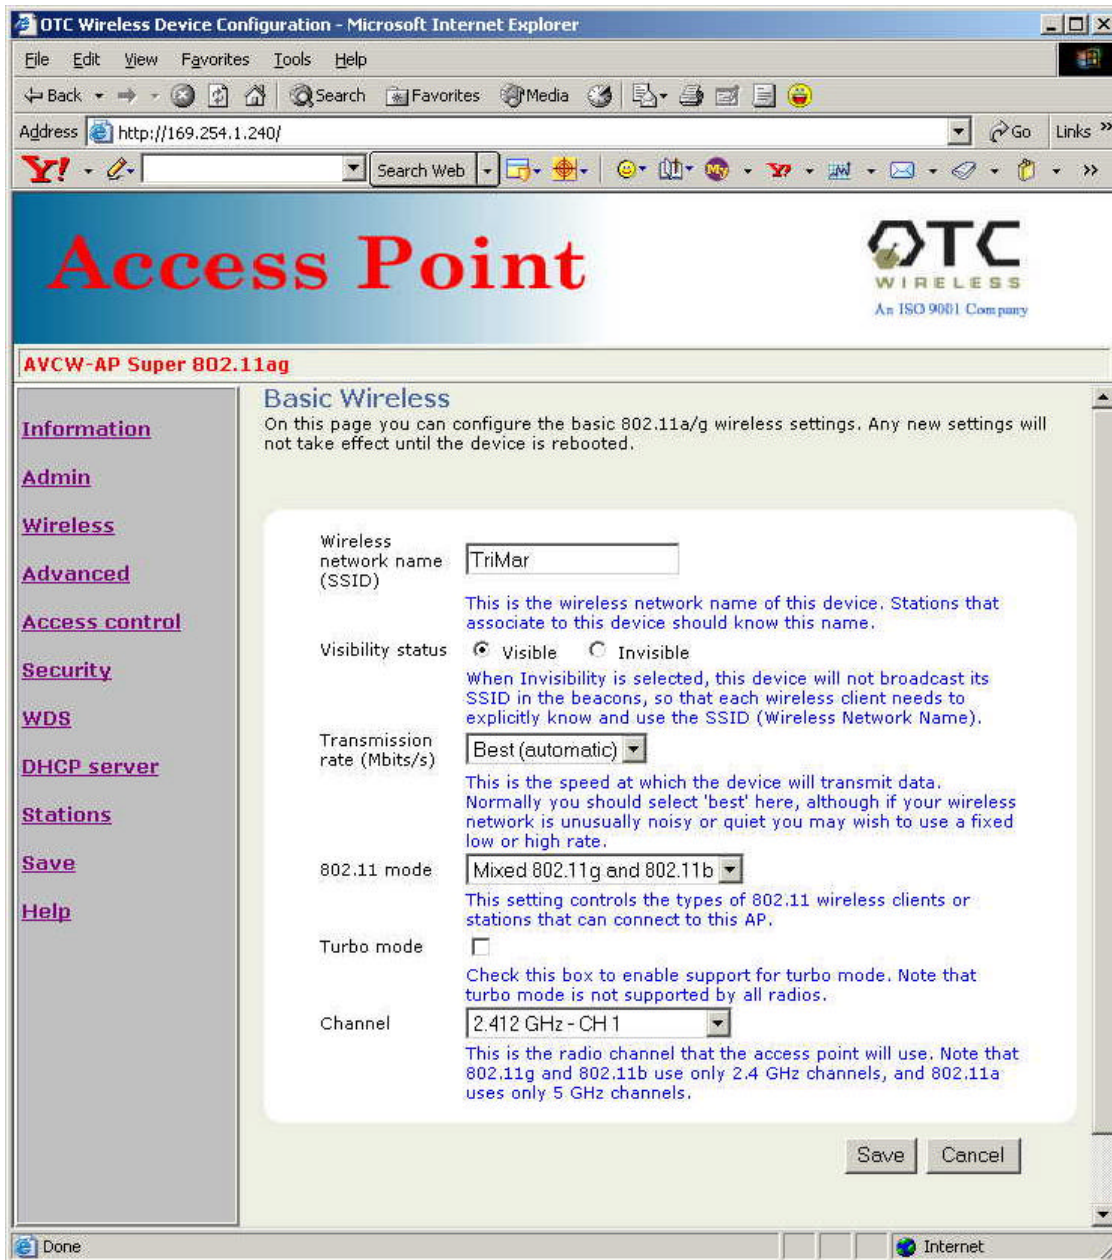 OTC Wireless Device Configuration - Microsoft Internet Explorer
File Edit View Favorites Tools Help
Back Search Favorites Media
Address http://169.254.1.240/ Go Links »
Y! Search Web My Y? »
Access Point
OTC
WIRELESS
An ISO 9001 Company
AVCW-AP Super 802.11ag
Information
Admin
Wireless
Advanced
Access control
Security
WDS
DHCP server
Stations
Save
Help
Basic Wireless
On this page you can configure the basic 802.11a/g wireless settings. Any new settings will
not take effect until the device is rebooted.
Wireless
network name
(SSID)
TriMar
This is the wireless network name of this device. Stations that
associate to this device should know this name.
Visibility status Visible Invisible
When Invisibility is selected, this device will not broadcast its
SSID in the beacons, so that each wireless client needs to
explicitly know and use the SSID (Wireless Network Name).
Transmission
rate (Mbits/s)
Best (automatic)
This is the speed at which the device will transmit data.
Normally you should select 'best' here, although if your wireless
network is unusually noisy or quiet you may wish to use a fixed
low or high rate.
802.11 mode Mixed 802.11g and 802.11b
This setting controls the types of 802.11 wireless clients or
stations that can connect to this AP.
Turbo mode
Check this box to enable support for turbo mode. Note that
turbo mode is not supported by all radios.
Channel 2.412 GHz - CH 1
This is the radio channel that the access point will use. Note that
802.11g and 802.11b use only 2.4 GHz channels, and 802.11a
uses only 5 GHz channels.
Save Cancel
Done Internet